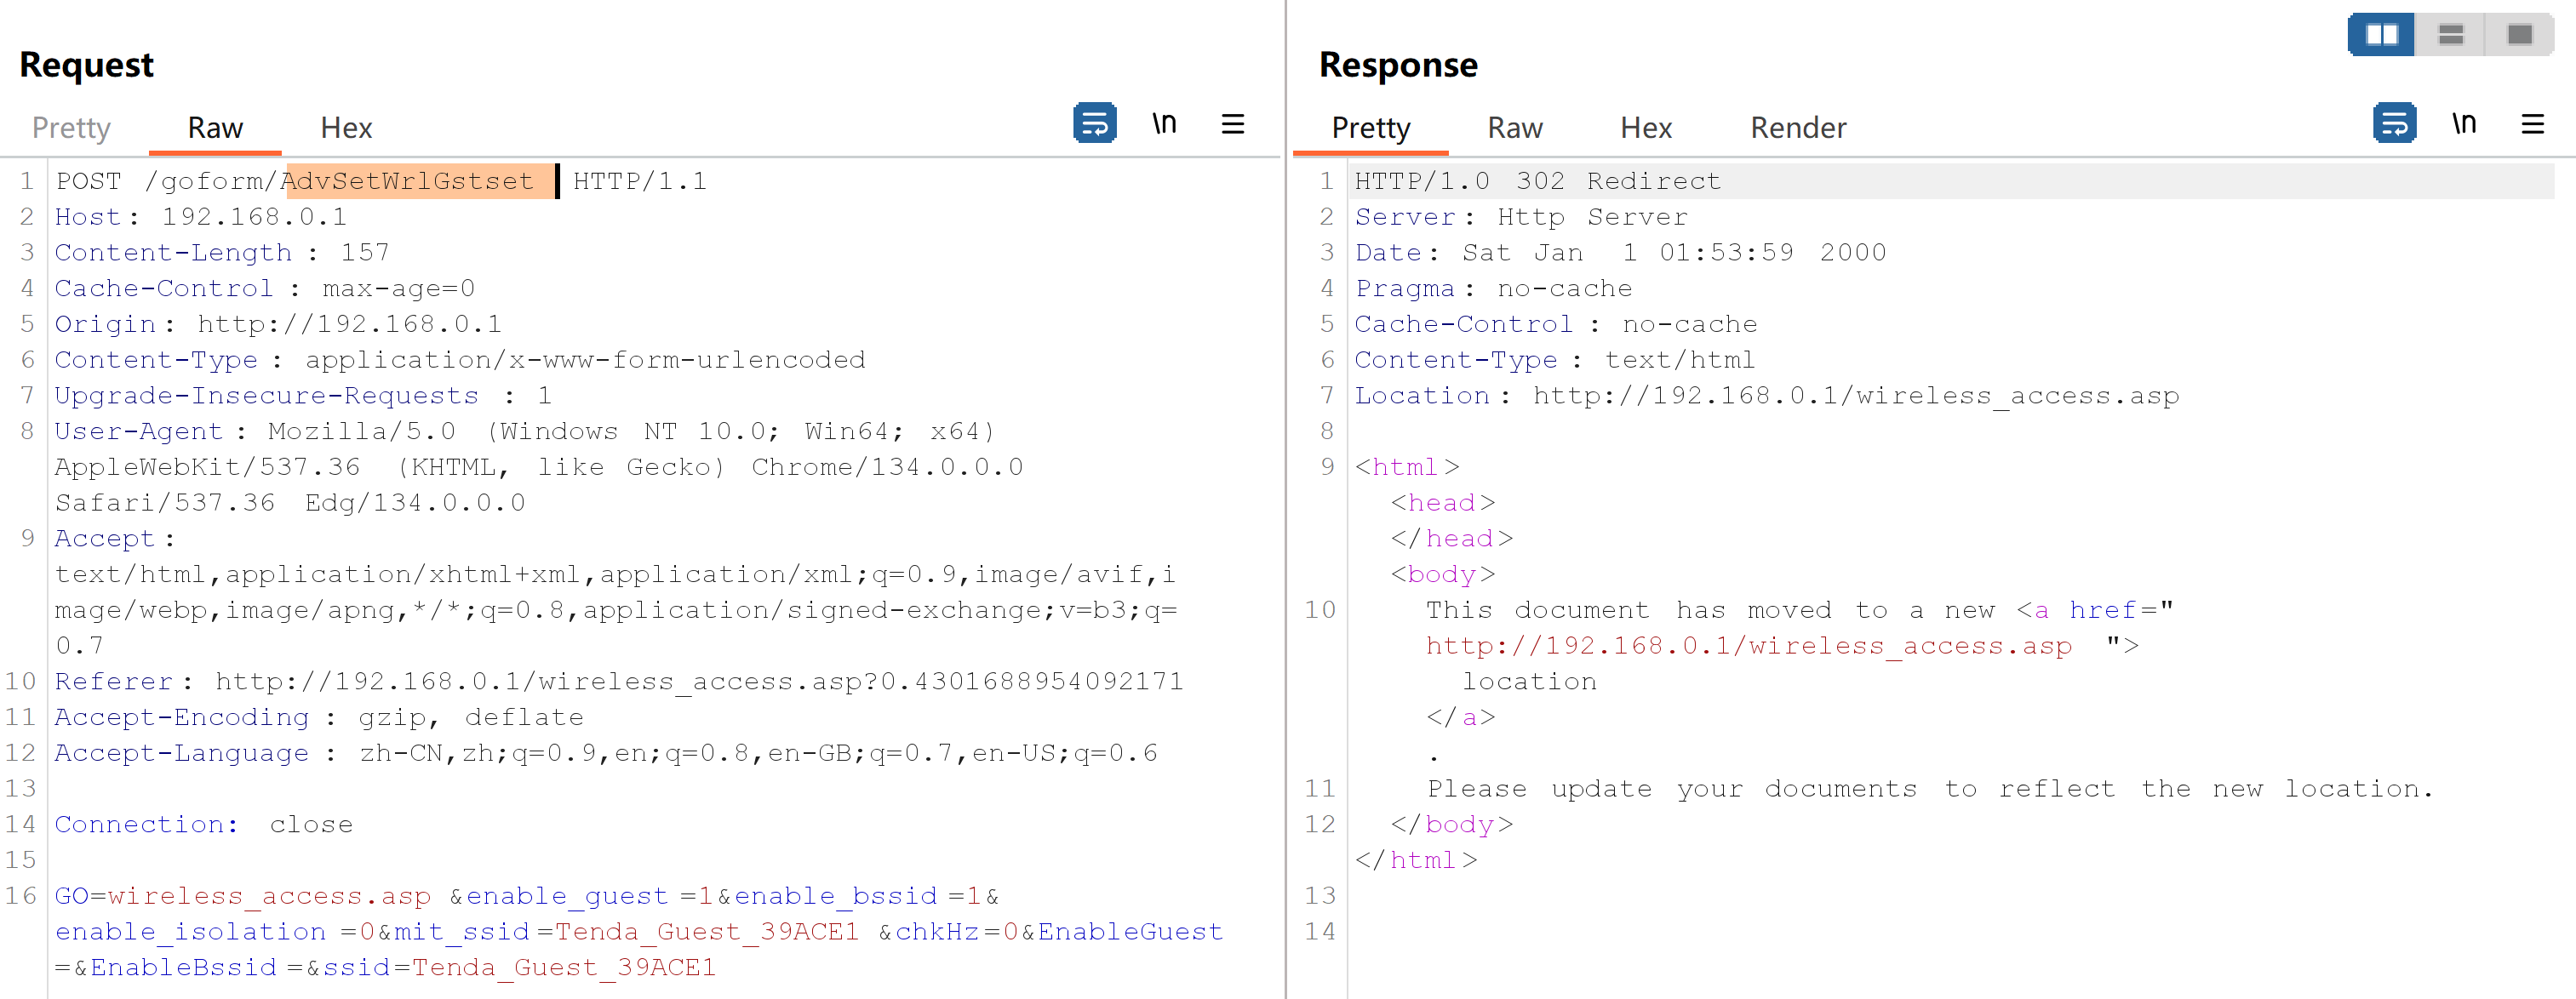 Request
Pretty Raw Hex \n
1 POST /goform/AdvSetWrlGstset HTTP/1.1
2 Host: 192.168.0.1
3 Content-Length: 157
4 Cache-Control: max-age=0
5 Origin: http://192.168.0.1
6 Content-Type: application/x-www-form-urlencoded
7 Upgrade-Insecure-Requests: 1
8 User-Agent: Mozilla/5.0 (Windows NT 10.0; Win64; x64)
AppleWebKit/537.36 (KHTML, like Gecko) Chrome/134.0.0.0
Safari/537.36 Edg/134.0.0.0
9 Accept:
text/html,application/xhtml+xml,application/xml;q=0.9,image/avif,i
mage/webp,image/apng,*/*;q=0.8,application/signed-exchange;v=b3;q=
0.7
10 Referer: http://192.168.0.1/wireless_access.asp?0.4301688954092171
11 Accept-Encoding: gzip, deflate
12 Accept-Language: zh-CN,zh;q=0.9,en;q=0.8,en-GB;q=0.7,en-US;q=0.6
13
14 Connection: close
15
16 GO=wireless_access.asp&enable_guest=1&enable_bssid=1&
enable_isolation=0&mit_ssid=Tenda_Guest_39ACE1&chkHz=0&EnableGuest
=&EnableBssid=&ssid=Tenda_Guest_39ACE1
Response
Pretty Raw Hex Render \n
1 HTTP/1.0 302 Redirect
2 Server: Http Server
3 Date: Sat Jan 1 01:53:59 2000
4 Pragma: no-cache
5 Cache-Control: no-cache
6 Content-Type: text/html
7 Location: http://192.168.0.1/wireless_access.asp
8
9 <html>
<head>
</head>
<body>
10 This document has moved to a new <a href="
http://192.168.0.1/wireless_access.asp">
location
</a>
.
11 Please update your documents to reflect the new location.
12 </body>
</html>
13
14